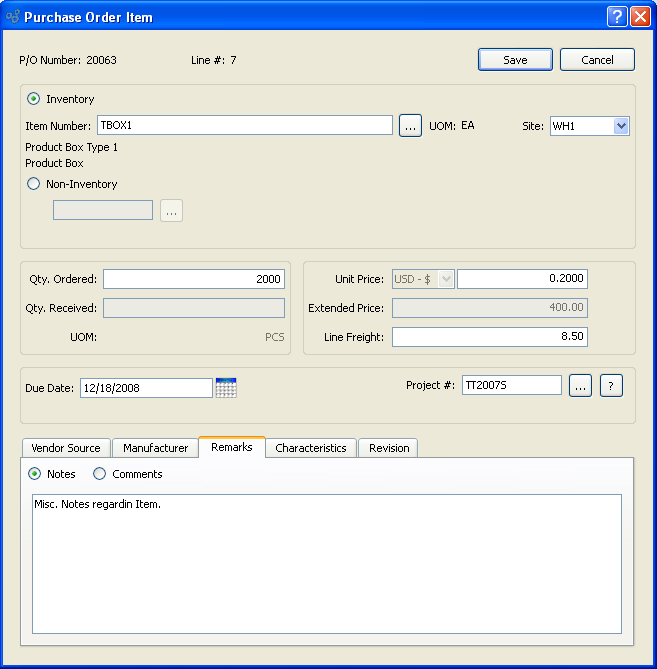 Purchase Order Item
P/O Number: 20063 Line #: 7 Save Cancel
Inventory
Item Number: TBOX1 ... UOM: EA Site: WH1
Product Box Type 1
Product Box
Non-Inventory
...
Qty. Ordered: 2000 Unit Price: USD - $ 0.2000
Qty. Received: Extended Price: 400.00
UOM: PCS Line Freight: 8.50
Due Date: 12/18/2008 Project #: TT2007S ... ?
Vendor Source Manufacturer Remarks Characteristics Revision
Notes Comments
Misc. Notes regardin Item.